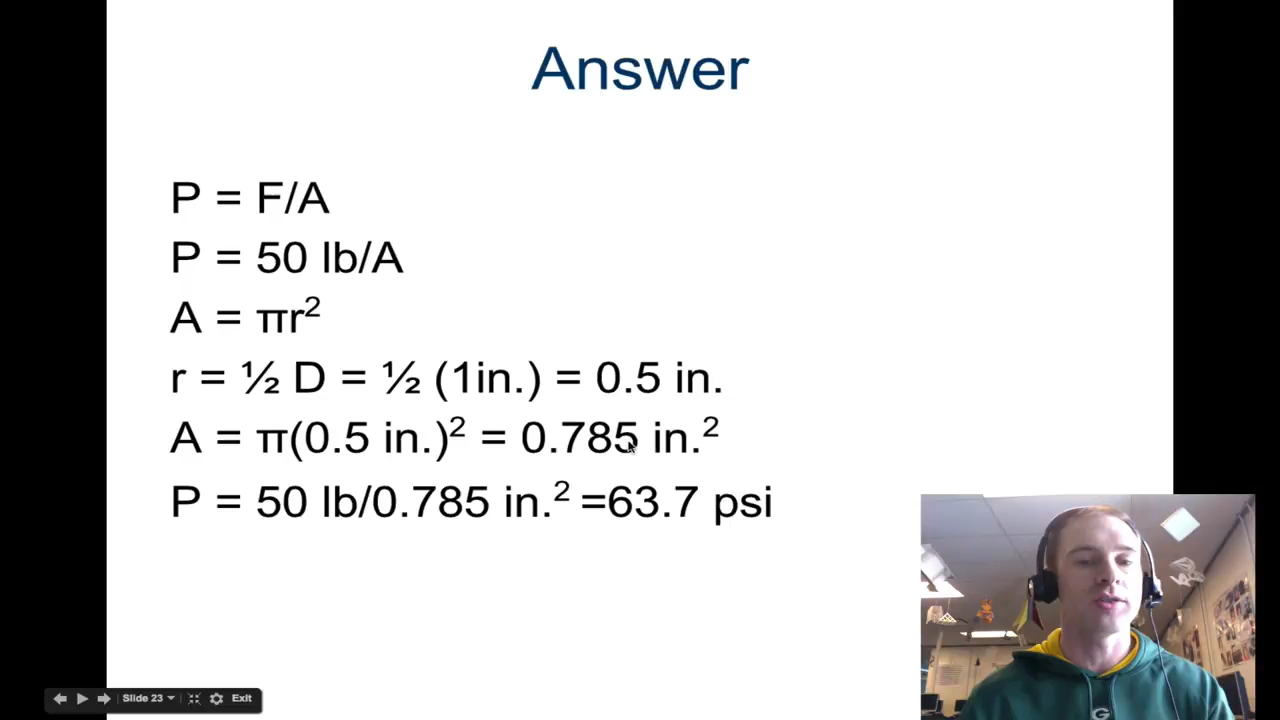 Answer
P = F/A
P = 50 lb/A
A = πr²
r = ½ D = ½ (1in.) = 0.5 in.
A = π(0.5 in.)² = 0.785 in.²
P = 50 lb/0.785 in.² =63.7 psi
Slide 23 Exit
G